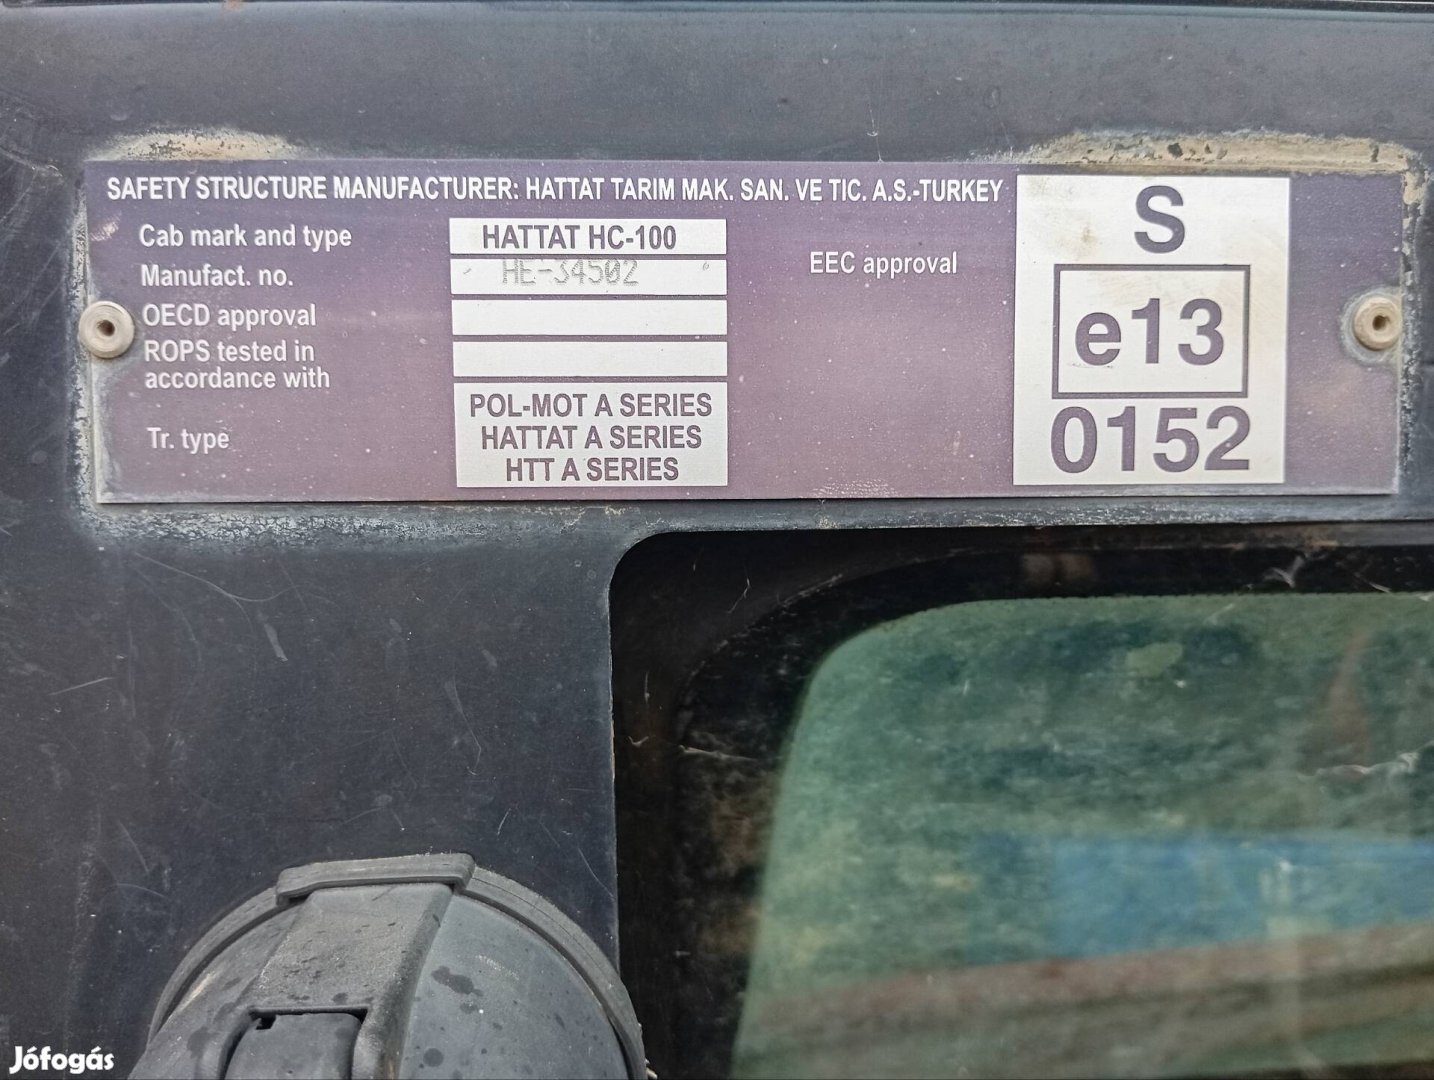 SAFETY STRUCTURE MANUFACTURER: HATTAT TARIM MAK. SAN. VE TIC. A.S.-TURKEY
Cab mark and type HATTAT HC-100
Manufact. no. HE-34502
OECD approval
ROPS tested in
accordance with
Tr. type
POL-MOT A SERIES
HATTAT A SERIES
HTT A SERIES
EEC approval
S
e13
0152
Jófogás